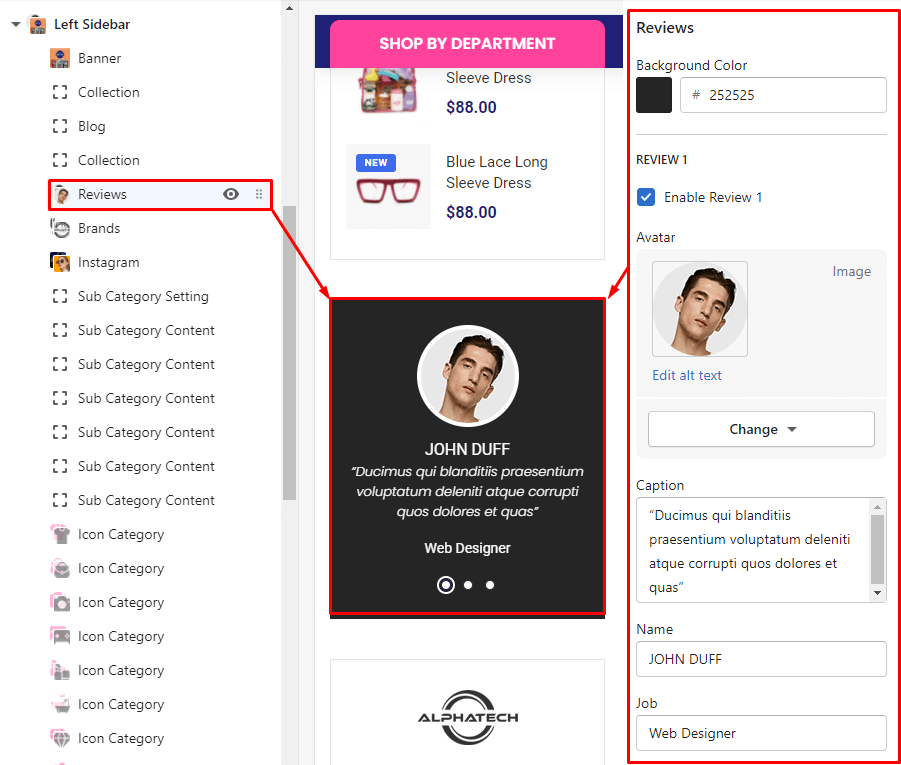 Left Sidebar
Banner
Collection
Blog
Collection
Reviews
Brands
Instagram
Sub Category Setting
Sub Category Content
Sub Category Content
Sub Category Content
Sub Category Content
Sub Category Content
Sub Category Content
Icon Category
Icon Category
Icon Category
Icon Category
Icon Category
Icon Category
Icon Category
SHOP BY DEPARTMENT
Sleeve Dress
$88.00
NEW
Blue Lace Long
Sleeve Dress
$88.00
JOHN DUFF
“Ducimus qui blanditiis praesentium
voluptatum deleniti atque corrupti
quos dolores et quas”
Web Designer
ALPHATECH
Reviews
Background Color
# 252525
REVIEW 1
Enable Review 1
Avatar
Image
Edit alt text
Change
Caption
“Ducimus qui blanditiis
praesentium voluptatum deleniti
atque corrupti quos dolores et
quas”
Name
JOHN DUFF
Job
Web Designer